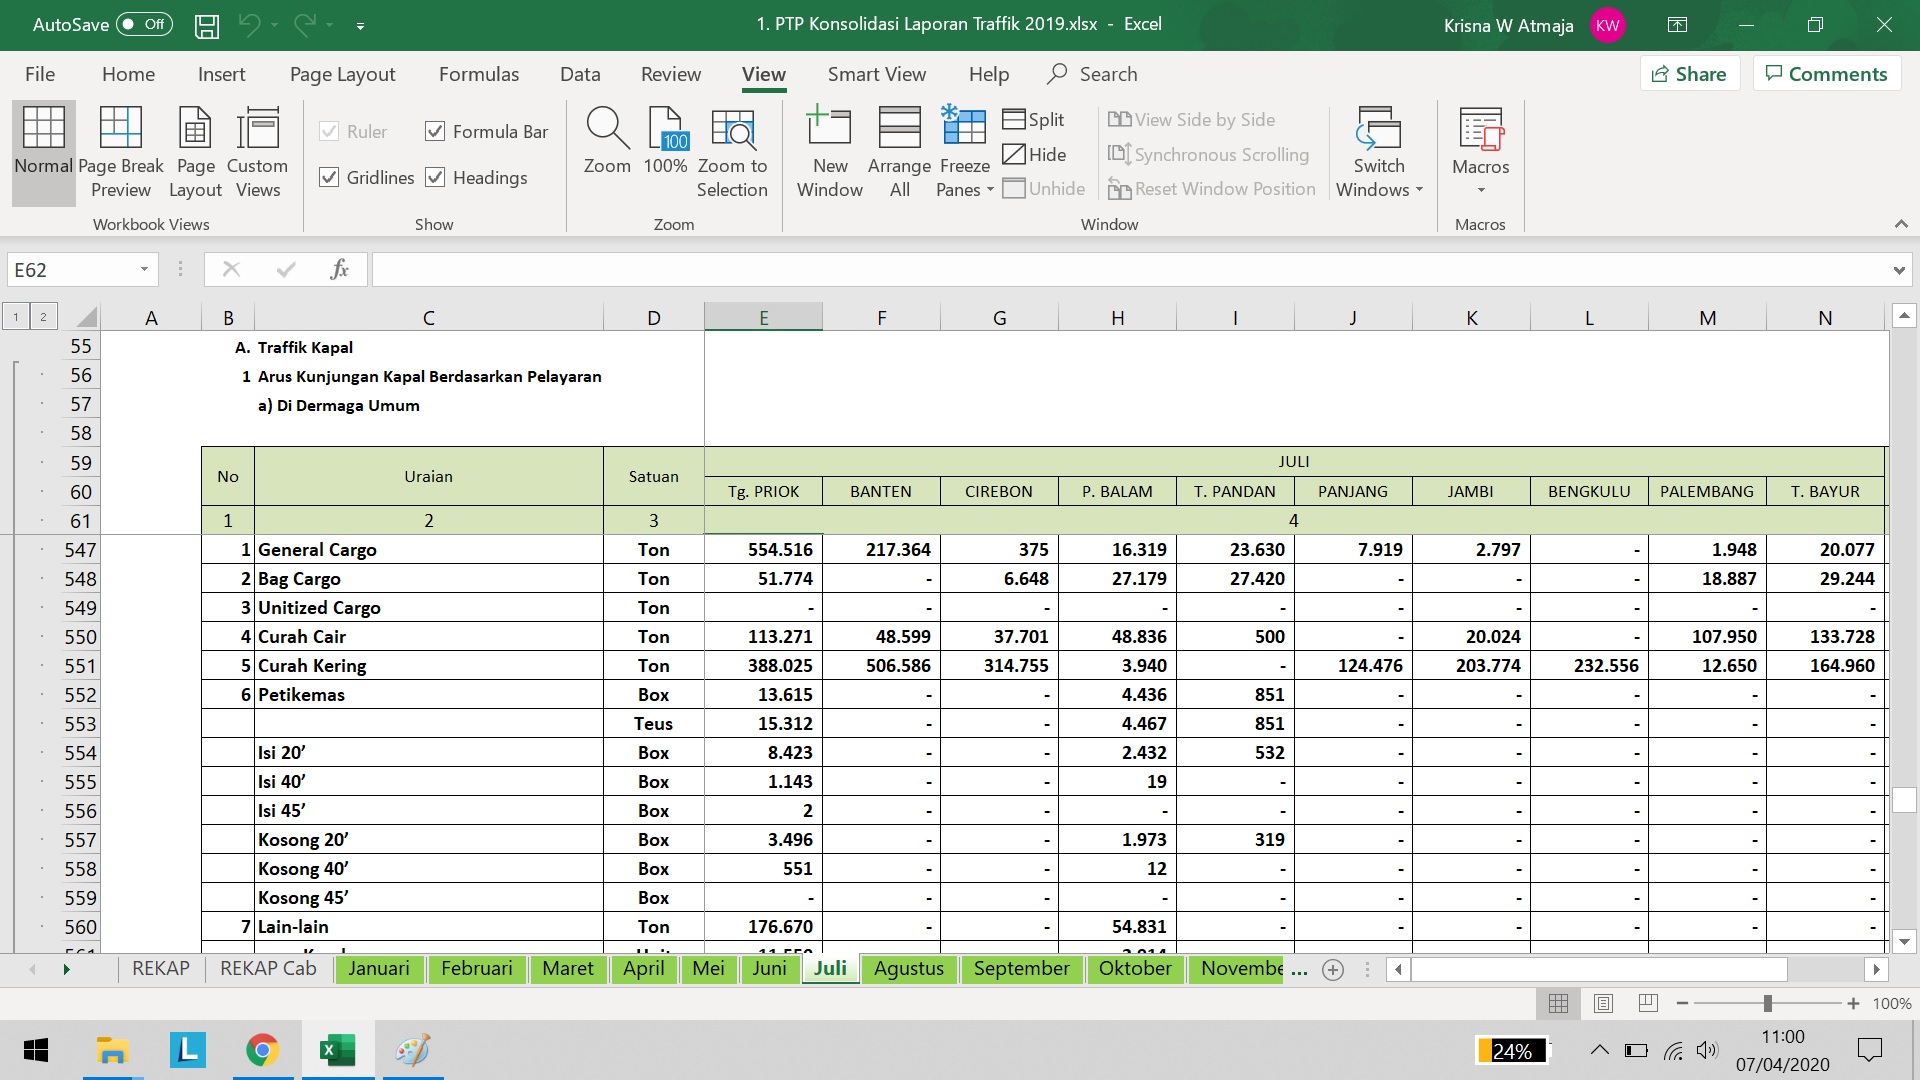 AutoSave Off 1. PTP Konsolidasi Laporan Traffik 2019.xlsx - Excel Krisna W Atmaja KW
File Home Insert Page Layout Formulas Data Review View Smart View Help Search Share Comments
Normal Page Break Preview Page Layout Custom Views
Workbook Views
Ruler Formula Bar
Gridlines Headings
Show
Zoom 100 100% Zoom to Selection
Zoom
New Window Arrange All Freeze Panes
Split View Side by Side
Hide Synchronous Scrolling
Unhide Reset Window Position
Switch Windows
Window
Macros
Macros
E62 fx
1 2 A B C D E F G H I J K L M N
55 A. Traffik Kapal
56 1 Arus Kunjungan Kapal Berdasarkan Pelayaran
57 a) Di Dermaga Umum
58
59 No Uraian Satuan JULI
60 Tg. PRIOK BANTEN CIREBON P. BALAM T. PANDAN PANJANG JAMBI BENGKULU PALEMBANG T. BAYUR
61 1 2 3 4
547 1 General Cargo Ton 554.516 217.364 375 16.319 23.630 7.919 2.797 - 1.948 20.077
548 2 Bag Cargo Ton 51.774 - 6.648 27.179 27.420 - - - 18.887 29.244
549 3 Unitized Cargo Ton - - - - - - - - - -
550 4 Curah Cair Ton 113.271 48.599 37.701 48.836 500 - 20.024 - 107.950 133.728
551 5 Curah Kering Ton 388.025 506.586 314.755 3.940 - 124.476 203.774 232.556 12.650 164.960
552 6 Petikemas Box 13.615 - - 4.436 851 - - - - -
553 Teus 15.312 - - 4.467 851 - - - - -
554 Isi 20’ Box 8.423 - - 2.432 532 - - - - -
555 Isi 40’ Box 1.143 - - 19 - - - - - -
556 Isi 45’ Box 2 - - - - - - - - -
557 Kosong 20’ Box 3.496 - - 1.973 319 - - - - -
558 Kosong 40’ Box 551 - - 12 - - - - - -
559 Kosong 45’ Box - - - - - - - - - -
560 7 Lain-lain Ton 176.670 - - 54.831 - - - - - -
REKAP REKAP Cab Januari Februari Maret April Mei Juni Juli Agustus September Oktober Novembe ...
100%
24% 11:00
07/04/2020